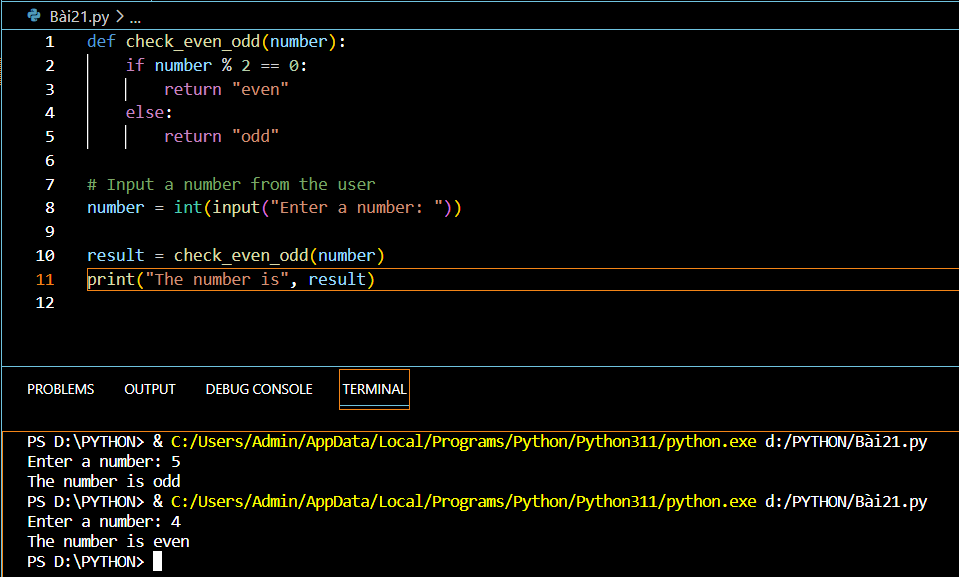 Bài21.py > ...
1 def check_even_odd(number):
2     if number % 2 == 0:
3         return "even"
4     else:
5         return "odd"
6
7 # Input a number from the user
8 number = int(input("Enter a number: "))
9
10 result = check_even_odd(number)
11 print("The number is", result)
12
PROBLEMS OUTPUT DEBUG CONSOLE TERMINAL
PS D:\PYTHON> & C:/Users/Admin/AppData/Local/Programs/Python/Python311/python.exe d:/PYTHON/Bài21.py
Enter a number: 5
The number is odd
PS D:\PYTHON> & C:/Users/Admin/AppData/Local/Programs/Python/Python311/python.exe d:/PYTHON/Bài21.py
Enter a number: 4
The number is even
PS D:\PYTHON>